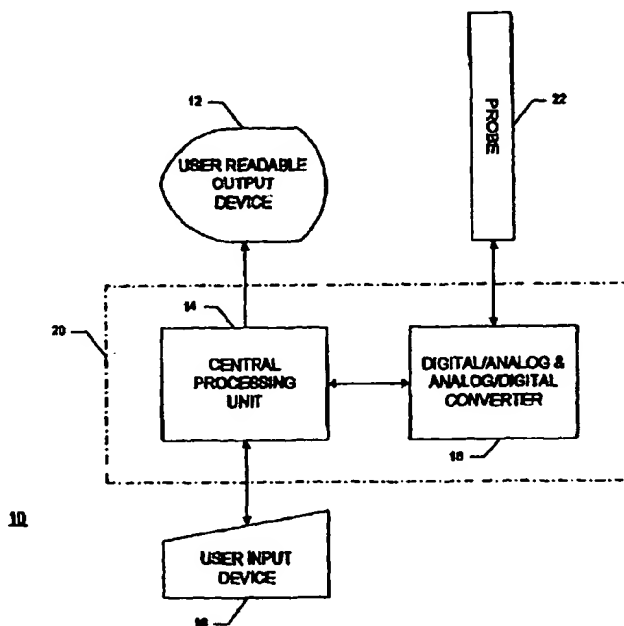 12
USER READABLE
OUTPUT
DEVICE
PROBE
22
20
14
CENTRAL
PROCESSING
UNIT
DIGITAL/ANALOG &
ANALOG/DIGITAL
CONVERTER
18
10
USER INPUT
DEVICE
16